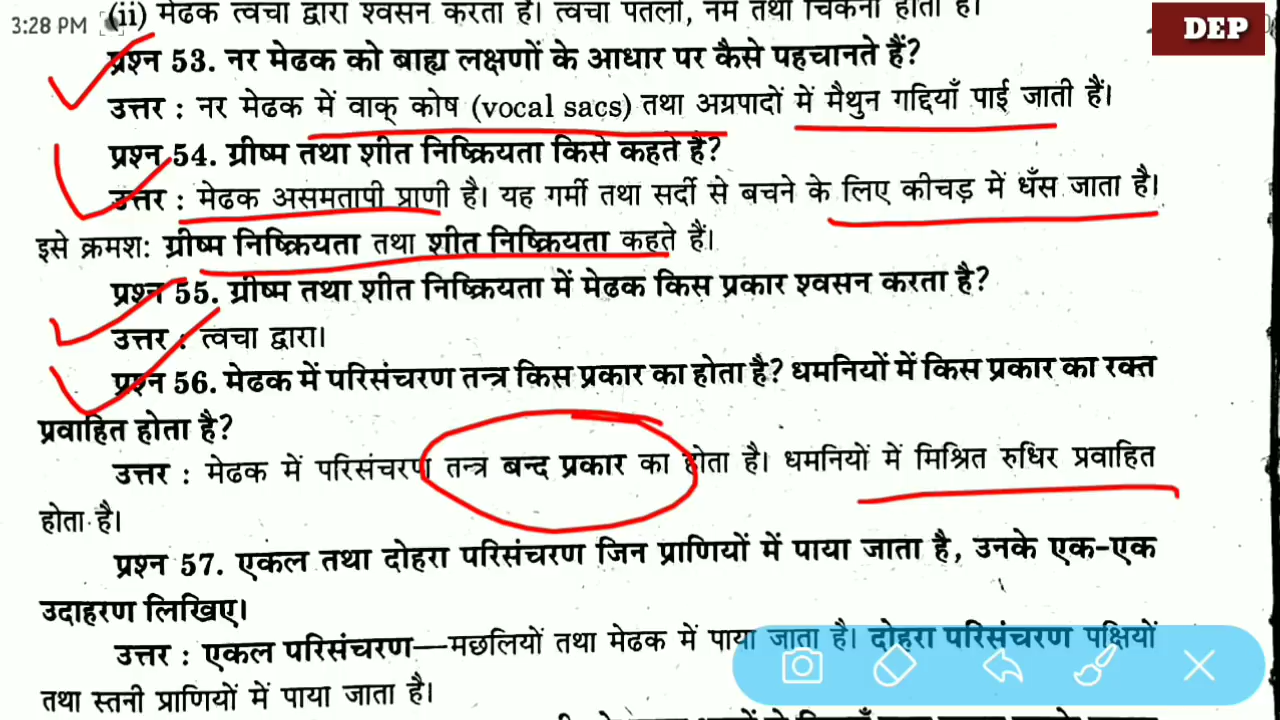 3:28 PM
DEP
(ii) मेढक त्वचा द्वारा श्वसन करता है। त्वचा पतली, नम तथा चिकनी होती है।
प्रश्न 53. नर मेढक को बाह्य लक्षणों के आधार पर कैसे पहचानते हैं?
उत्तर : नर मेढक में वाक् कोष (vocal sacs) तथा अग्रपादों में मैथुन गद्दियाँ पाई जाती हैं।
प्रश्न 54. ग्रीष्म तथा शीत निष्क्रियता किसे कहते हैं?
उत्तर : मेढक असमतापी प्राणी है। यह गर्मी तथा सर्दी से बचने के लिए कीचड़ में धँस जाता है।
इसे क्रमश: ग्रीष्म निष्क्रियता तथा शीत निष्क्रियता कहते हैं।
प्रश्न 55. ग्रीष्म तथा शीत निष्क्रियता में मेढक किस प्रकार श्वसन करता है?
उत्तर : त्वचा द्वारा।
प्रश्न 56. मेढक में परिसंचरण तन्त्र किस प्रकार का होता है? धमनियों में किस प्रकार का रक्त
प्रवाहित होता है?
उत्तर : मेढक में परिसंचरण तन्त्र बन्द प्रकार का होता है। धमनियों में मिश्रित रुधिर प्रवाहित
होता है।
प्रश्न 57. एकल तथा दोहरा परिसंचरण जिन प्राणियों में पाया जाता है, उनके एक-एक
उदाहरण लिखिए।
उत्तर : एकल परिसंचरण—मछलियों तथा मेढक में पाया जाता है। दोहरा परिसंचरण पक्षियों
तथा स्तनी प्राणियों में पाया जाता है।